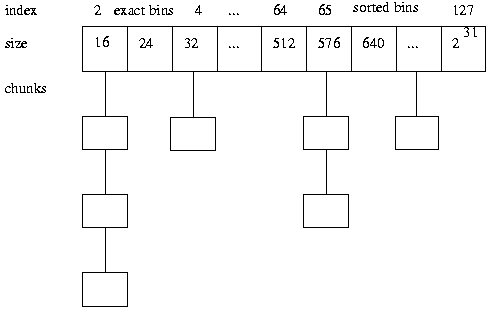 index 2 exact bins 4 ... 64 65 sorted bins 127
size 16 24 32 ... 512 576 640 ... 2^31
chunks